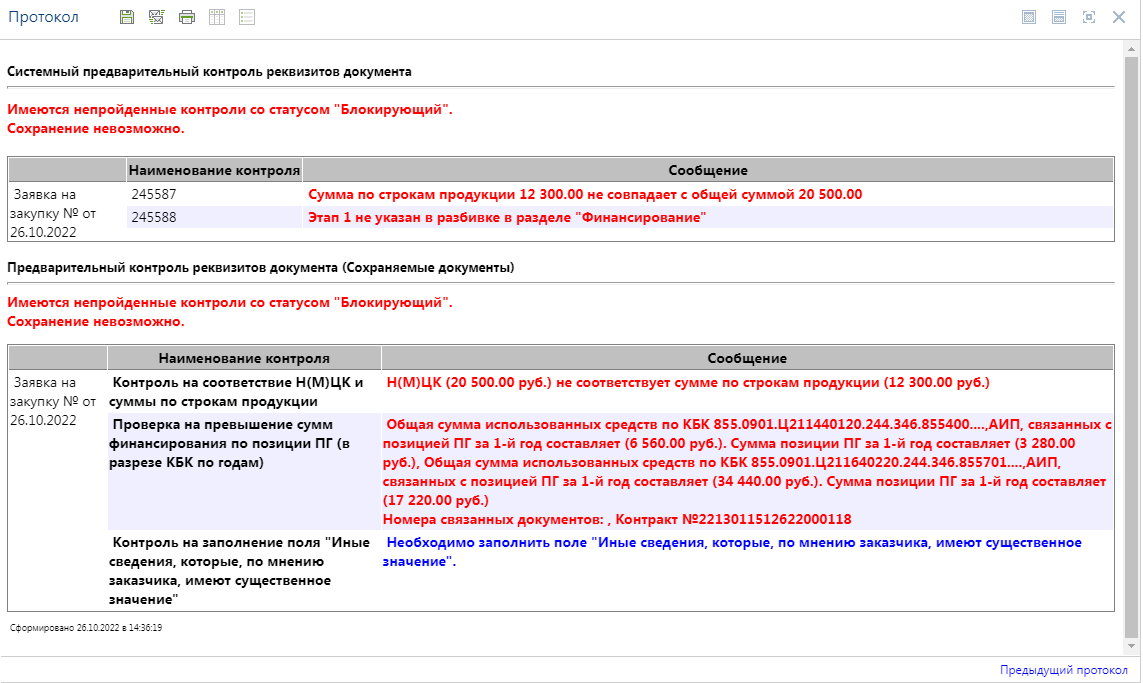 Протокол
Системный предварительный контроль реквизитов документа
Имеются непройденные контроли со статусом "Блокирующий".
Сохранение невозможно.
Наименование контроля Сообщение
Заявка на
закупку № от
26.10.2022
245587 Сумма по строкам продукции 12 300.00 не совпадает с общей суммой 20 500.00
245588 Этап 1 не указан в разбивке в разделе "Финансирование"
Предварительный контроль реквизитов документа (Сохраняемые документы)
Имеются непройденные контроли со статусом "Блокирующий".
Сохранение невозможно.
Наименование контроля Сообщение
Заявка на
закупку № от
26.10.2022
Контроль на соответствие Н(М)ЦК и
суммы по строкам продукции
Н(М)ЦК (20 500.00 руб.) не соответствует сумме по строкам продукции (12 300.00 руб.)
Проверка на превышение сумм
финансирования по позиции ПГ (в
разрезе КБК по годам)
Общая сумма использованных средств по КБК 855.0901.Ц211440120.244.346.855400....,АИП, связанных с
позицией ПГ за 1-й год составляет (6 560.00 руб.). Сумма позиции ПГ за 1-й год составляет (3 280.00
руб.), Общая сумма использованных средств по КБК 855.0901.Ц211640220.244.346.855701....,АИП,
связанных с позицией ПГ за 1-й год составляет (34 440.00 руб.). Сумма позиции ПГ за 1-й год составляет
(17 220.00 руб.)
Номера связанных документов: , Контракт №2213011512622000118
Контроль на заполнение поля "Иные
сведения, которые, по мнению
заказчика, имеют существенное
значение"
Необходимо заполнить поле "Иные сведения, которые, по мнению заказчика, имеют существенное
значение".
Сформировано 26.10.2022 в 14:36:19
Предыдущий протокол